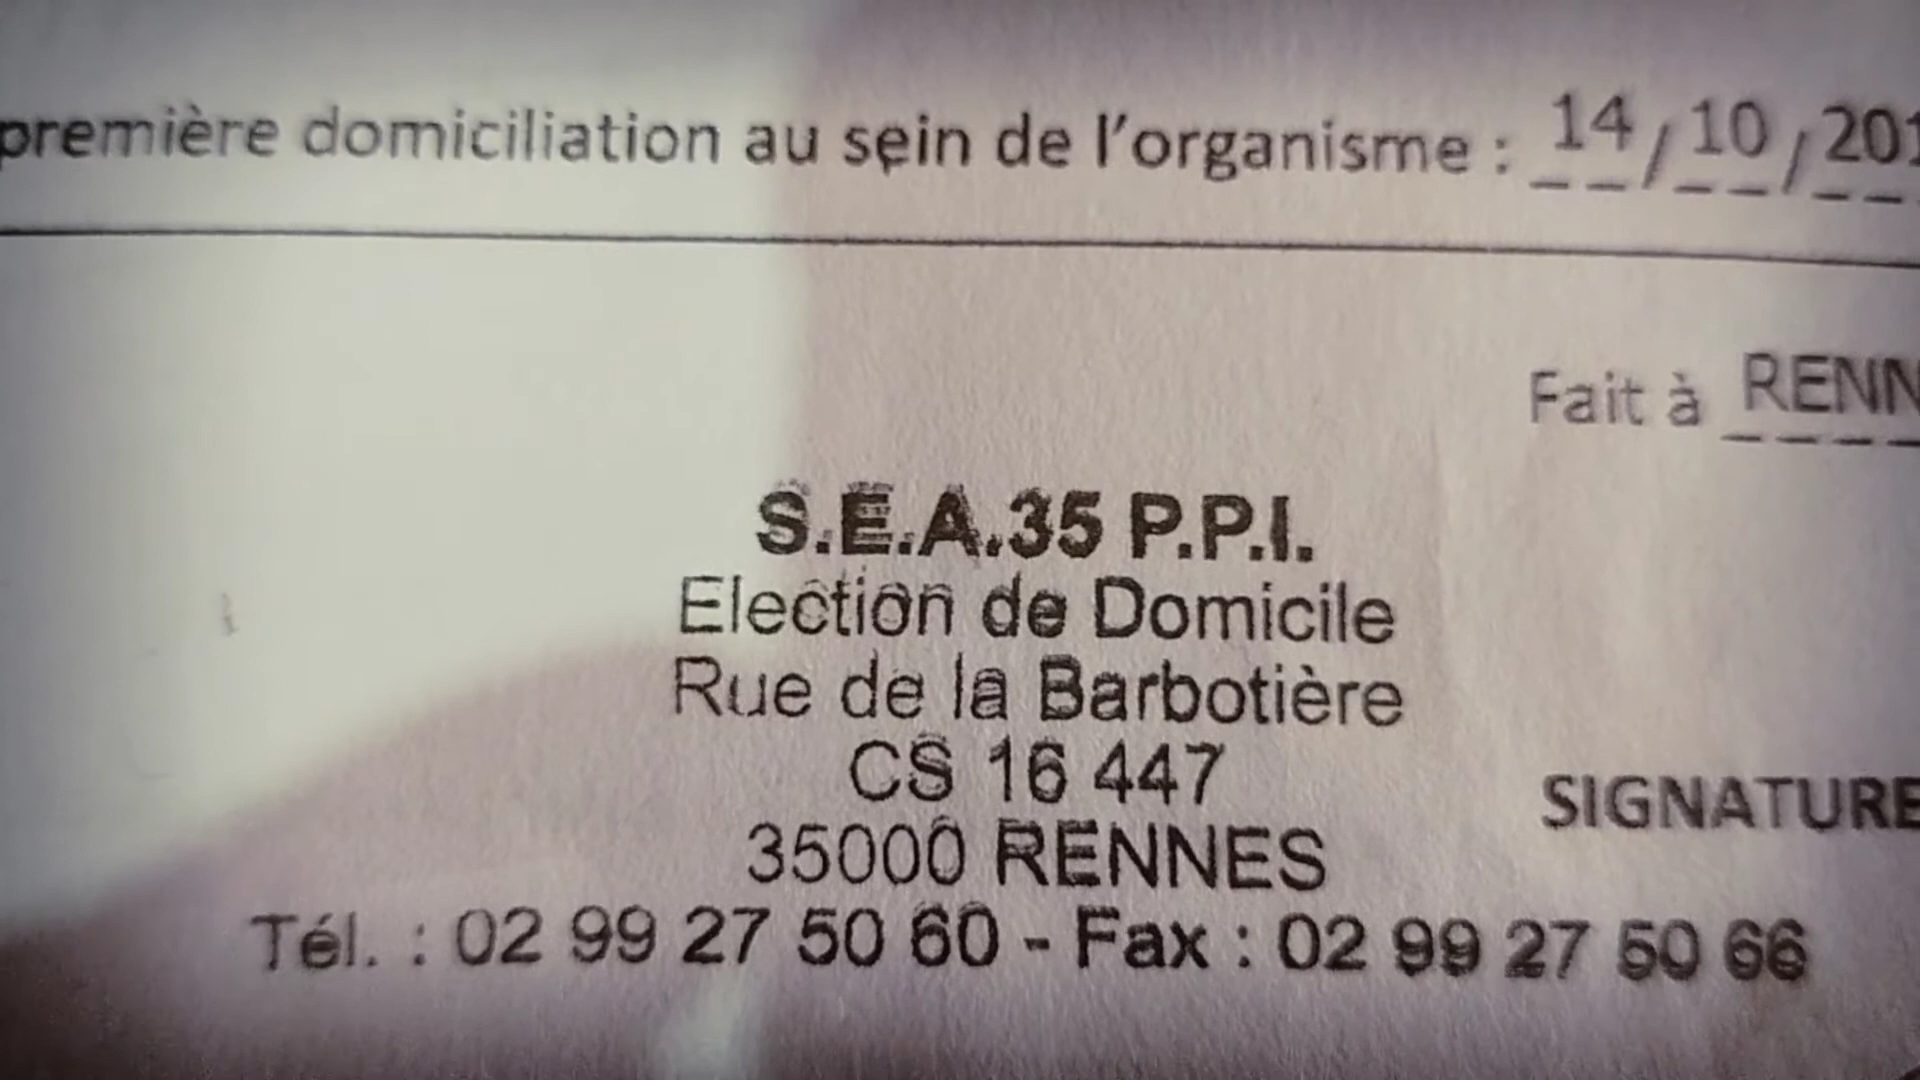 première domiciliation au sein de l'organisme : 14/10/201
Fait à RENN
S.E.A.35 P.P.I.
Election de Domicile
Rue de la Barbotière
CS 16 447
35000 RENNES
SIGNATURE
Tél. : 02 99 27 50 60 - Fax : 02 99 27 50 66